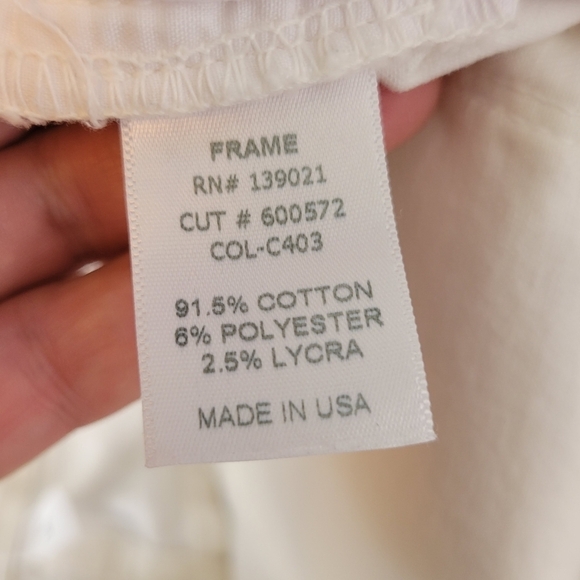 FRAME
RN# 139021
CUT # 600572
COL-C403
91.5% COTTON
6% POLYESTER
2.5% LYCRA
MADE IN USA